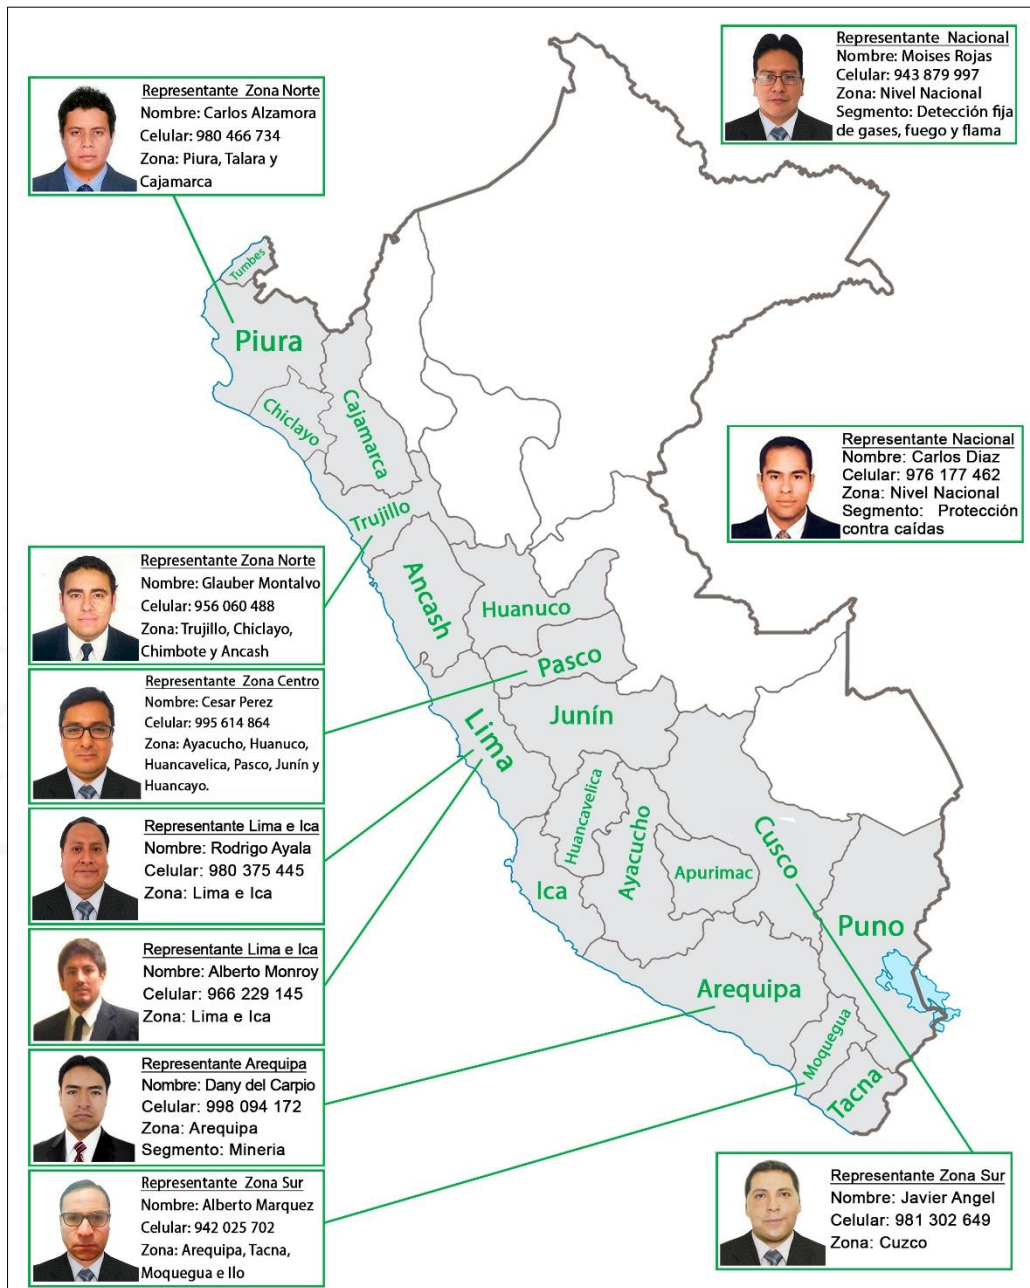 Representante Nacional
Nombre: Moises Rojas
Celular: 943 879 997
Zona: Nivel Nacional
Segmento: Detección fija
de gases, fuego y flama
Representante Zona Norte
Nombre: Carlos Alzamora
Celular: 980 466 734
Zona: Piura, Talara y
Cajamarca
Tumbes
Piura
Chiclayo
Cajamarca
Trujillo
Representante Nacional
Nombre: Carlos Diaz
Celular: 976 177 462
Zona: Nivel Nacional
Segmento: Protección
contra caídas
Representante Zona Norte
Nombre: Glauber Montalvo
Celular: 956 060 488
Zona: Trujillo, Chiclayo,
Chimbote y Ancash
Ancash
Huanuco
Pasco
Junín
Lima
Representante Zona Centro
Nombre: Cesar Perez
Celular: 995 614 864
Zona: Ayacucho, Huanuco,
Huancavelica, Pasco, Junín y
Huancayo.
Representante Lima e Ica
Nombre: Rodrigo Ayala
Celular: 980 375 445
Zona: Lima e Ica
Huancavelica
Ayacucho
Apurimac
Cusco
Ica
Puno
Representante Lima e Ica
Nombre: Alberto Monroy
Celular: 966 229 145
Zona: Lima e Ica
Arequipa
Moquegua
Tacna
Representante Arequipa
Nombre: Dany del Carpio
Celular: 998 094 172
Zona: Arequipa
Segmento: Mineria
Representante Zona Sur
Nombre: Alberto Marquez
Celular: 942 025 702
Zona: Arequipa, Tacna,
Moquegua e Ilo
Representante Zona Sur
Nombre: Javier Angel
Celular: 981 302 649
Zona: Cuzco